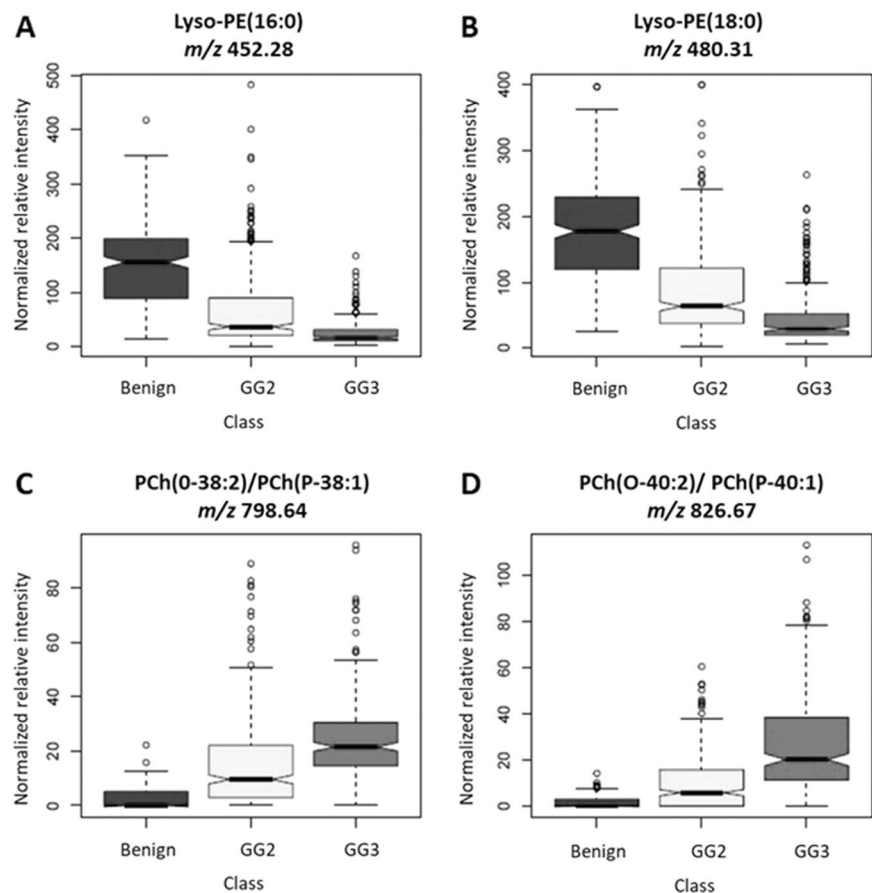 A
Lyso-PE(16:0)
m/z 452.28
Normalized relative intensity
500
400
300
200
100
0
Benign GG2 GG3
Class
B
Lyso-PE(18:0)
m/z 480.31
Normalized relative intensity
400
300
200
100
0
Benign GG2 GG3
Class
C
PCh(0-38:2)/PCh(P-38:1)
m/z 798.64
Normalized relative intensity
80
60
40
20
0
Benign GG2 GG3
Class
D
PCh(O-40:2)/ PCh(P-40:1)
m/z 826.67
Normalized relative intensity
100
80
60
40
20
0
Benign GG2 GG3
Class